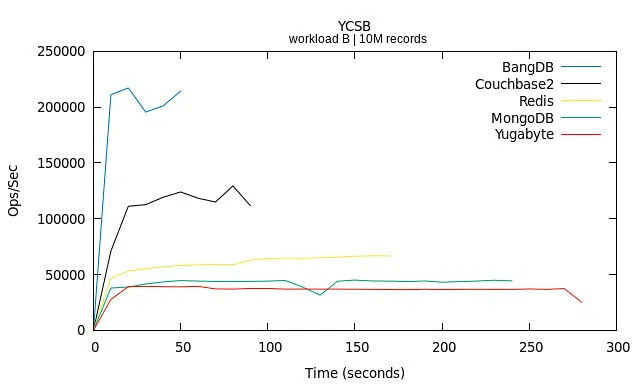 YCSB
workload B | 10M records
250000
200000
150000
100000
50000
0
Ops/Sec
BangDB
Couchbase2
Redis
MongoDB
Yugabyte
0 50 100 150 200 250 300
Time (seconds)